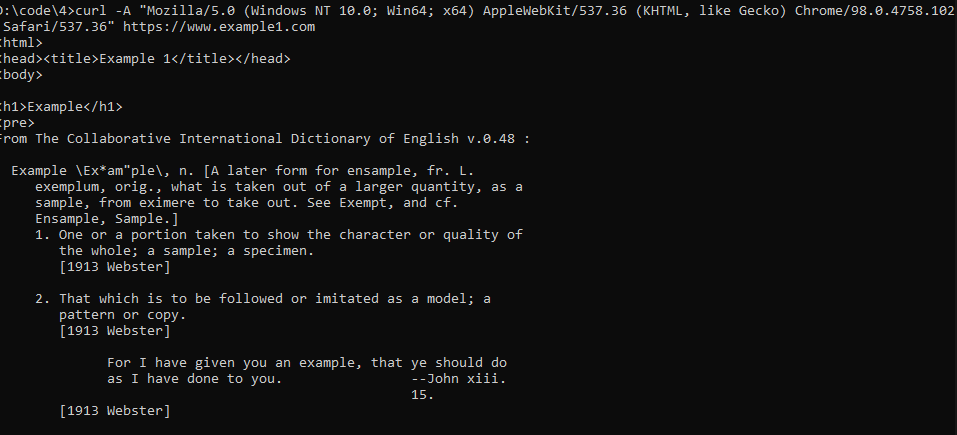 D:\code\4>curl -A "Mozilla/5.0 (Windows NT 10.0; Win64; x64) AppleWebKit/537.36 (KHTML, like Gecko) Chrome/98.0.4758.102
Safari/537.36" https://www.example1.com
<html>
<head><title>Example 1</title></head>
<body>

<h1>Example</h1>
<pre>
From The Collaborative International Dictionary of English v.0.48 :

  Example \Ex*am"ple\, n. [A later form for ensample, fr. L.
     exemplum, orig., what is taken out of a larger quantity, as a
     sample, from eximere to take out. See Exempt, and cf.
     Ensample, Sample.]
     1. One or a portion taken to show the character or quality of
        the whole; a sample; a specimen.
        [1913 Webster]

     2. That which is to be followed or imitated as a model; a
        pattern or copy.
        [1913 Webster]

              For I have given you an example, that ye should do
              as I have done to you.                --John xiii.
                                                    15.
        [1913 Webster]